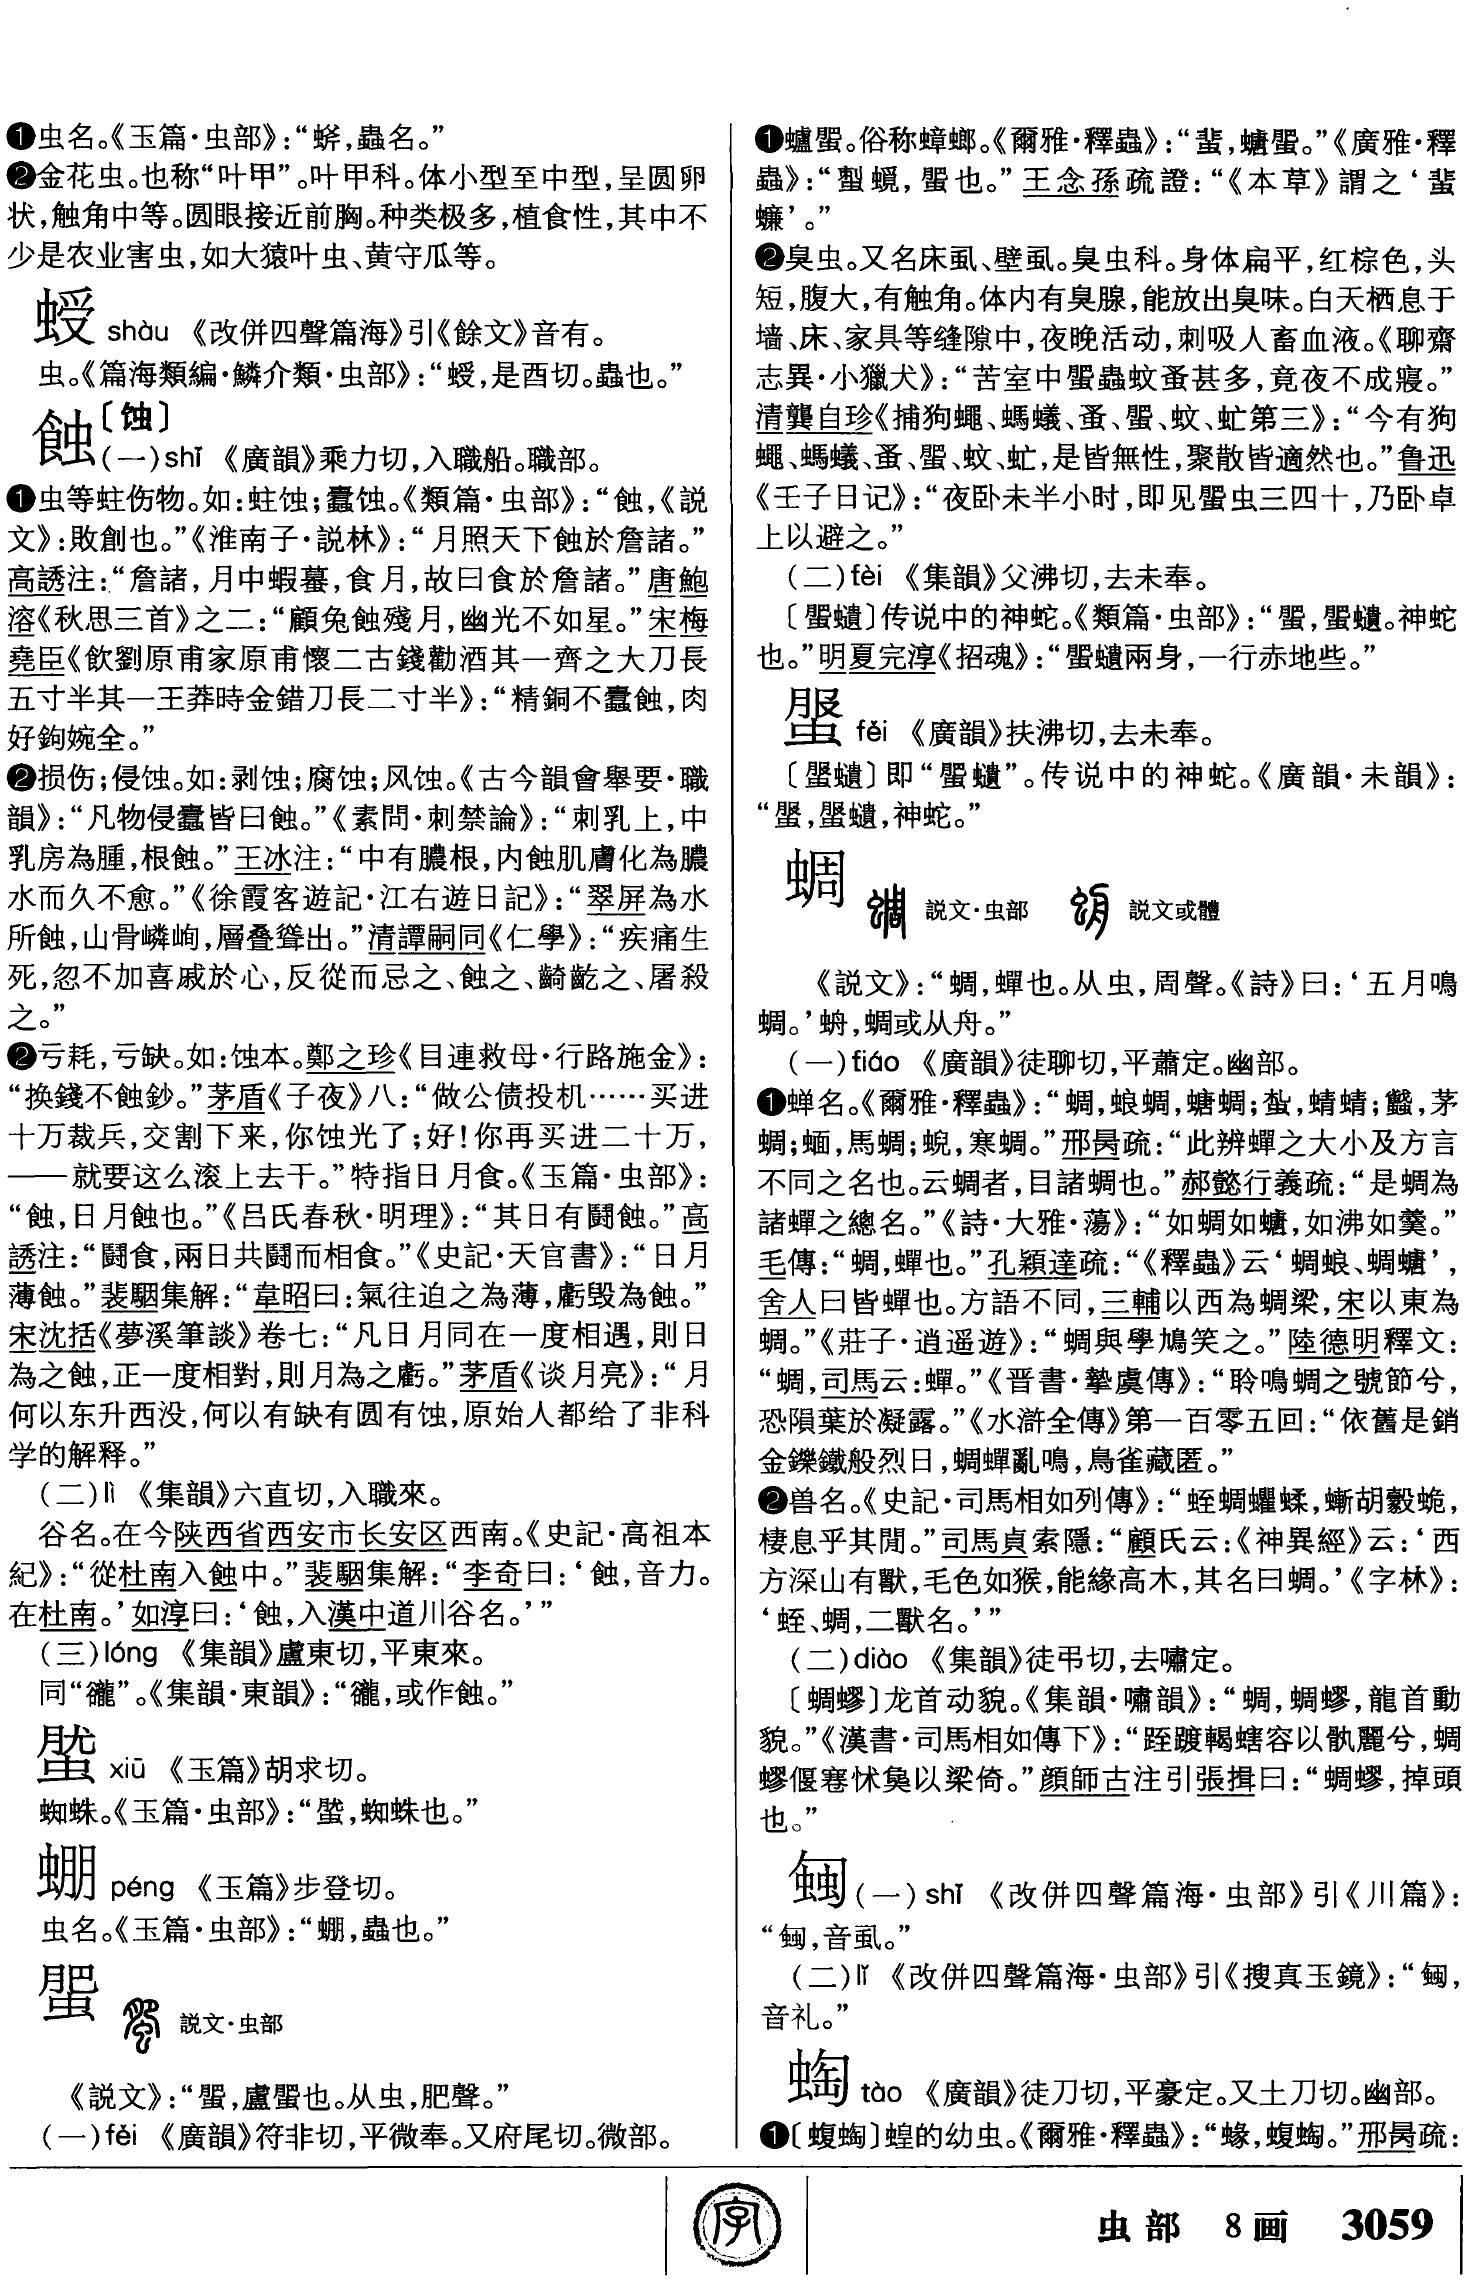 ❶虫名。《玉篇·虫部》：“蛶，蟲名。”
❷金花虫。也称“叶甲”。叶甲科。体小型至中型，呈圆卵
状，触角中等。圆眼接近前胸。种类极多，植食性，其中不
少是农业害虫，如大猿叶虫、黄守瓜等。
shàu 《改併四聲篇海》引《餘文》音有。
虫。《篇海類編·鱗介類·虫部》：“，是酉切。蟲也。”
蝕〔蚀〕
(一)shǐ 《廣韻》乘力切，入職船。職部。
❶虫等蛀伤物。如：蛀蚀；蠹蚀。《類篇·虫部》：“蝕，《説
文》：敗創也。”《淮南子·説林》：“月照天下蝕於詹諸。”
高誘注：“詹諸，月中蝦蟇，食月，故曰食於詹諸。”唐鮑
溶《秋思三首》之二：“顧兔蝕殘月，幽光不如星。”宋梅
堯臣《飲劉原甫家原甫懷二古錢勸酒其一齊之大刀長
五寸半其一王莽時金錯刀長二寸半》：“精銅不蠹蝕，肉
好鉤婉全。”
❷损伤；侵蚀。如：剥蚀；腐蚀；风蚀。《古今韻會舉要·職
韻》：“凡物侵蠹皆曰蝕。”《素問·刺禁論》：“刺乳上，中
乳房為腫，根蝕。”王冰注：“中有膿根，内蝕肌膚化為膿
水而久不愈。”《徐霞客遊記·江右遊日記》：“翠屏為水
所蝕，山骨嶙峋，層叠聳出。”清譚嗣同《仁學》：“疾痛生
死，忽不加喜戚於心，反從而忌之、蝕之、齮齕之、屠殺
之。”
❷亏耗，亏缺。如：蚀本。鄭之珍《目連救母·行路施金》：
“换錢不蝕鈔。”茅盾《子夜》八：“做公债投机……买进
十万裁兵，交割下来，你蚀光了；好！你再买进二十万，
——就要这么滚上去干。”特指日月食。《玉篇·虫部》：
“蝕，日月蝕也。”《吕氏春秋·明理》：“其日有鬭蝕。”高
誘注：“鬭食，兩日共鬭而相食。”《史記·天官書》：“日月
薄蝕。”裴駰集解：“韋昭曰：氣往迫之為薄，虧毁為蝕。”
宋沈括《夢溪筆談》卷七：“凡日月同在一度相遇，則日
為之蝕，正一度相對，則月為之虧。”茅盾《谈月亮》：“月
何以东升西没，何以有缺有圆有蚀，原始人都给了非科
学的解释。”
(二)lì 《集韻》六直切，入職來。
谷名。在今陕西省西安市长安区西南。《史記·高祖本
紀》：“從杜南入蝕中。”裴駰集解：“李奇曰：‘蝕，音力。
在杜南。’如淳曰：‘蝕，入漢中道川谷名。’”
(三)lóng 《集韻》盧東切，平東來。
同“”。《集韻·東韻》：“，或作蝕。”
xiū 《玉篇》胡求切。
蜘蛛。《玉篇·虫部》：“，蜘蛛也。”
蟛 péng 《玉篇》步登切。
虫名。《玉篇·虫部》：“，蟲也。”
蜰 説文·虫部
《説文》：“蜰，盧蜰也。从虫，肥聲。”
(一)fěi 《廣韻》符非切，平微奉。又府尾切。微部。
❶蠦蜰。俗称蟑螂。《爾雅·釋蟲》：“蜚，蠦蜰。”《廣雅·釋
蟲》：“蟹，蜰也。”王念孫疏證：“《本草》謂之‘蜚
蠊’。”
❷臭虫。又名床虱、壁虱。臭虫科。身体扁平，红棕色，头
短，腹大，有触角。体内有臭腺，能放出臭味。白天栖息于
墙、床、家具等缝隙中，夜晚活动，刺吸人畜血液。《聊齋
志異·小獵犬》：“苦室中蜰蟲蚊蚤甚多，竟夜不成寢。”
清龔自珍《捕狗蠅、螞蟻、蚤、蜰、蚊、虻第三》：“今有狗
蠅、螞蟻、蚤、蜰、蚊、虻，是皆無性，聚散皆適然也。”鲁迅
《壬子日记》：“夜卧未半小时，即见蜰虫三四十，乃卧卓
上以避之。”
(二)fèi 《集韻》父沸切，去未奉。
〔蜰𧔥〕传说中的神蛇。《類篇·虫部》：“蜰，蜰𧔥。神蛇
也。”明夏完淳《招魂》：“蜰𧔥兩身，一行赤地些。”
fěi 《廣韻》扶沸切，去未奉。
〔𧔥〕即“蜰𧔥”。传说中的神蛇。《廣韻·未韻》：
“，𧔥，神蛇。”
蜩 説文·虫部 説文或體
《説文》：“蜩，蟬也。从虫，周聲。《詩》曰：‘五月鳴
蜩。’蚦，蜩或从舟。”
(一)tiáo 《廣韻》徒聊切，平蕭定。幽部。
❶蝉名。《爾雅·釋蟲》：“蜩，蜋蜩，螗蜩；蚻，蜻蜻；蠽，茅
蜩；蝒，馬蜩；蜺，寒蜩。”邢昺疏：“此辨蟬之大小及方言
不同之名也。云蜩者，目諸蜩也。”郝懿行義疏：“是蜩為
諸蟬之總名。”《詩·大雅·蕩》：“如蜩如螗，如沸如羹。”
毛傳：“蜩，蟬也。”孔穎達疏：“《釋蟲》云‘蜩蜋、蜩螗’，
舍人曰皆蟬也。方語不同，三輔以西為蜩梁，宋以東為
蜩。”《莊子·逍遥遊》：“蜩與學鳩笑之。”陸德明釋文：
“蜩，司馬云：蟬。”《晋書·摯虞傳》：“聆鳴蜩之號節兮，
恐隕葉於凝露。”《水滸全傳》第一百零五回：“依舊是銷
金鑠鐵般烈日，蜩蟬亂鳴，鳥雀藏匿。”
❷兽名。《史記·司馬相如列傳》：“蛭蜩蠷蝚，螹胡豰蛫，
棲息乎其閒。”司馬貞索隱：“顧氏云：《神異經》云：‘西
方深山有獸，毛色如猴，能緣高木，其名曰蜩。’《字林》：
‘蛭、蜩，二獸名。’”
(二)diào 《集韻》徒弔切，去嘯定。
〔蜩蟉〕龙首动貌。《集韻·嘯韻》：“蜩，蜩蟉，龍首動
貌。”《漢書·司馬相如傳下》：“跮踱輵螛容以骩麗兮，蜩
蟉偃寋怵㚟以梁倚。”顔師古注引張揖曰：“蜩蟉，掉頭
也。”
(一)shǐ 《改併四聲篇海·虫部》引《川篇》：
“，音虱。”
(二)lǐ 《改併四聲篇海·虫部》引《搜真玉鏡》：“，
音礼。”
蜪 tào 《廣韻》徒刀切，平豪定。又土刀切。幽部。
❶〔蝮蜪〕蝗的幼虫。《爾雅·釋蟲》：“蝝，蝮蜪。”邢昺疏：
字
虫部 8画 3059